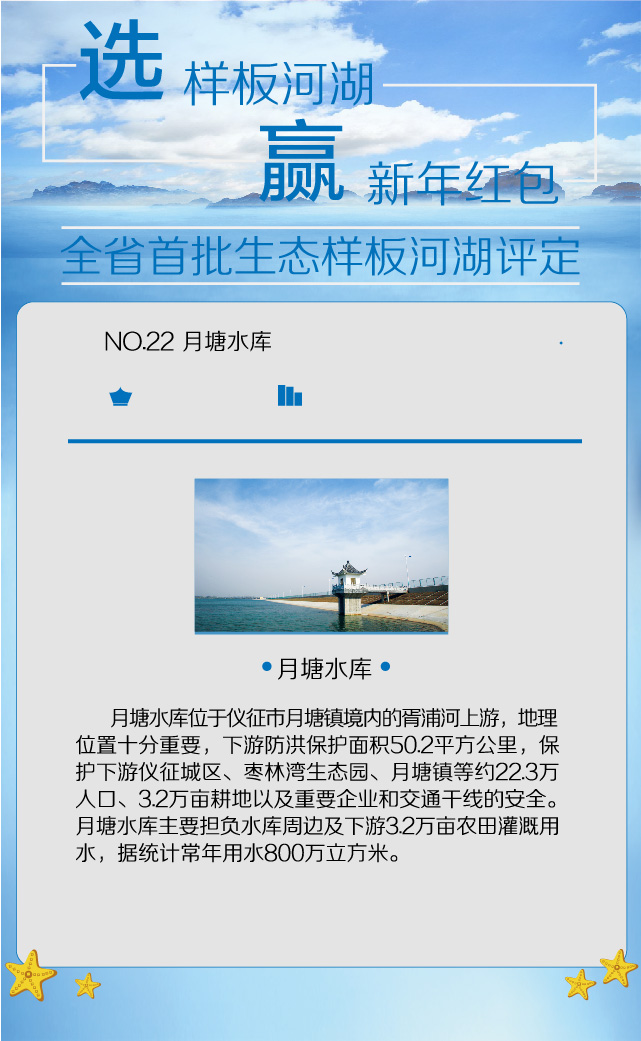 选 样板河湖
赢 新年红包
全省首批生态样板河湖评定
NO.22 月塘水库
•月塘水库•
月塘水库位于仪征市月塘镇境内的胥浦河上游，地理
位置十分重要，下游防洪保护面积50.2平方公里，保
护下游仪征城区、枣林湾生态园、月塘镇等约22.3万
人口、3.2万亩耕地以及重要企业和交通干线的安全。
月塘水库主要担负水库周边及下游3.2万亩农田灌溉用
水，据统计常年用水800万立方米。